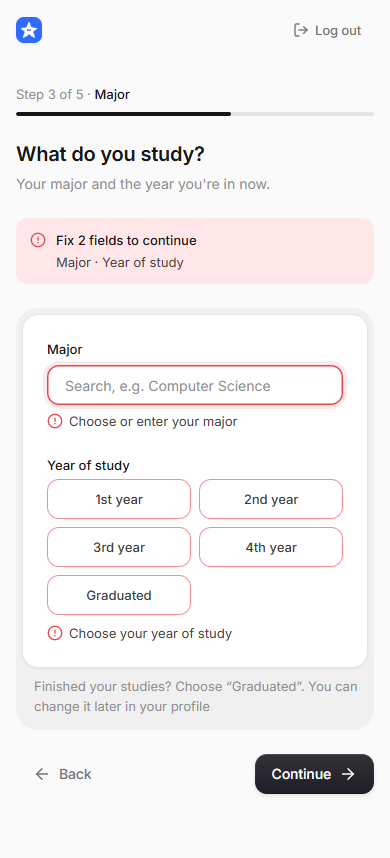 Log out
Step 3 of 5 · Major
What do you study?
Your major and the year you're in now.
Fix 2 fields to continue
Major · Year of study
Major
Search, e.g. Computer Science
Choose or enter your major
Year of study
1st year
2nd year
3rd year
4th year
Graduated
Choose your year of study
Finished your studies? Choose “Graduated”. You can
change it later in your profile
Back
Continue